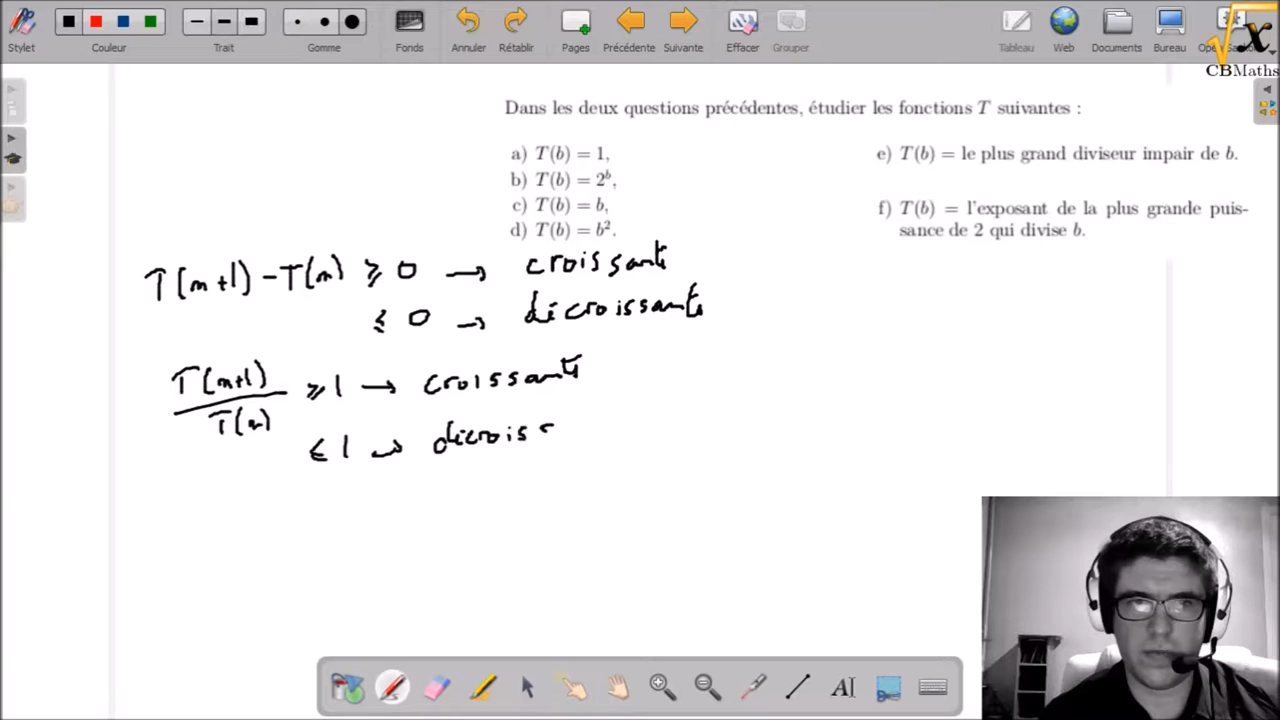 Stylet Couleur Trait Gomme Fonds Annuler Rétablir Pages Précédente Suivante Effacer Grouper Tableau Web Documents Bureau
CBMaths
Dans les deux questions précédentes, étudier les fonctions T suivantes :
a) T(b) = 1,
b) T(b) = 2^b,
c) T(b) = b,
d) T(b) = b².
e) T(b) = le plus grand diviseur impair de b.
f) T(b) = l'exposant de la plus grande puis-
sance de 2 qui divise b.
T(n+1) - T(n) ≥ 0 → croissante
≤ 0 → décroissante
T(n+1)/T(n) ≥ 1 → croissante
≤ 1 → décrois
AI